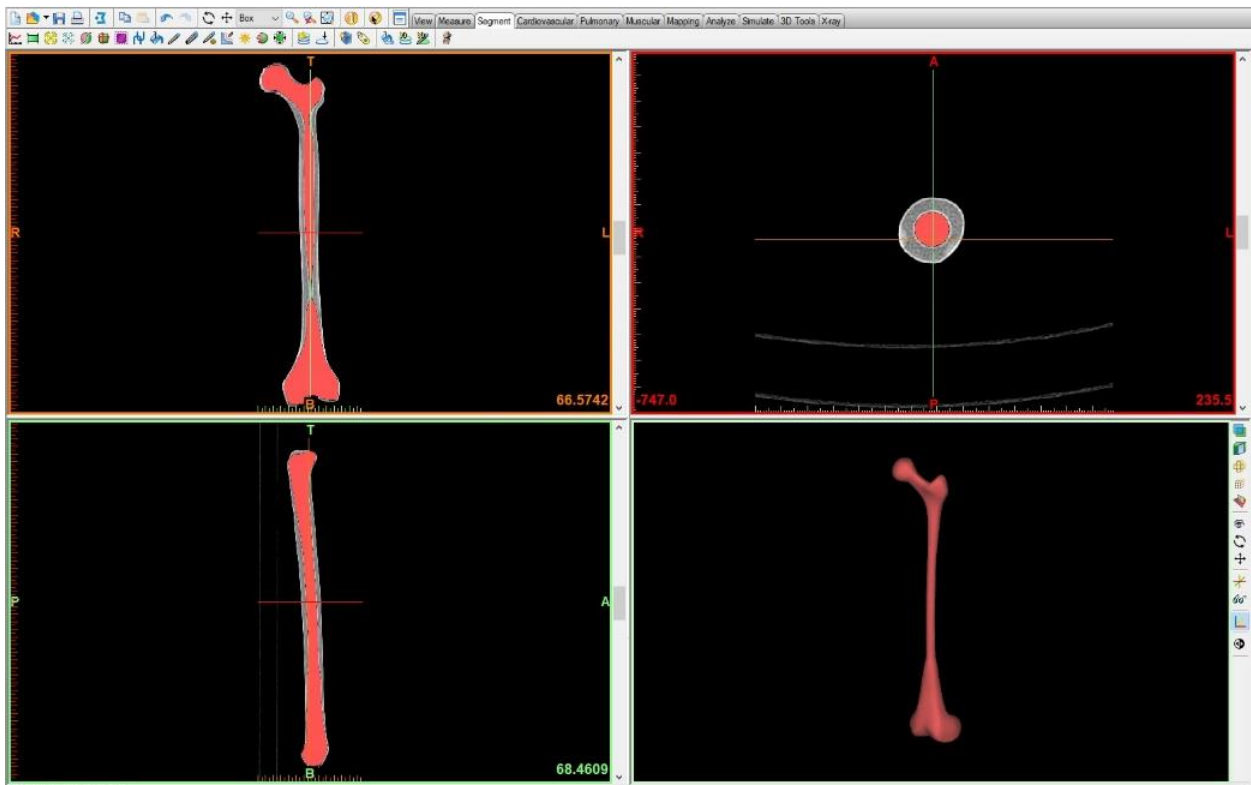 Box View Measure Segment Cardiovascular Pulmonary Muscular Mapping Analyze Simulate 3D Tools Xray
T
R
L
B
66.5742
A
R
L
P
-747.0
235.5
T
P
A
B
68.4609